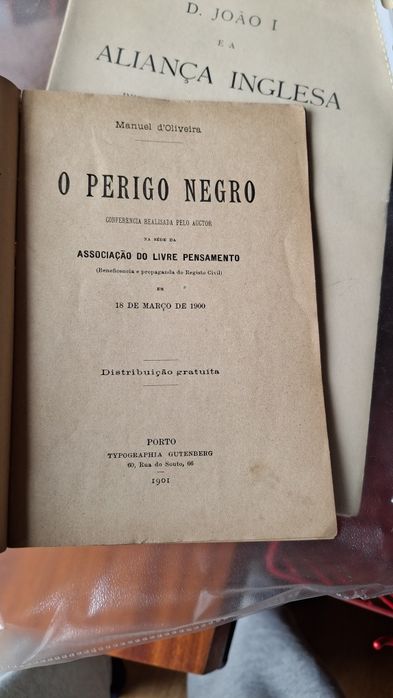 D. JOÃO I
E A
ALIANÇA INGLESA
Manuel d'Oliveira
O PERIGO NEGRO
CONFERENCIA REALISADA PELO AUCTOR
NA SÉDE DA
ASSOCIAÇÃO DO LIVRE PENSAMENTO
(Beneficencia e propaganda do Registo Civil)
EM
18 DE MARÇO DE 1900
Distribuição gratuita
PORTO
TYPOGRAPHIA GUTENBERG
60, Rua do Souto, 66
1901